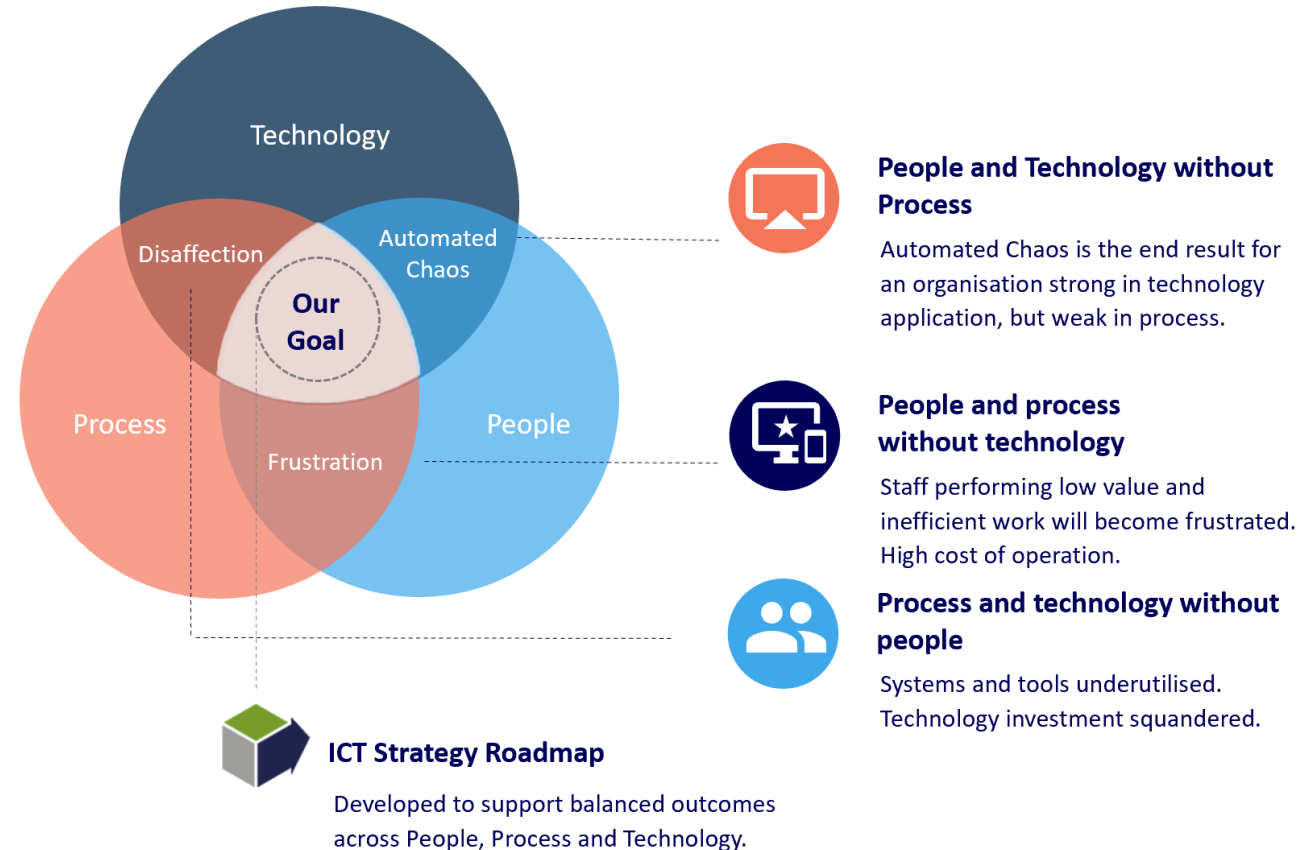 Technology
Disaffection
Automated
Chaos
Our
Goal
Process
People
Frustration
People and Technology without
Process
Automated Chaos is the end result for
an organisation strong in technology
application, but weak in process.
People and process
without technology
Staff performing low value and
inefficient work will become frustrated.
High cost of operation.
Process and technology without
people
Systems and tools underutilised.
Technology investment squandered.
ICT Strategy Roadmap
Developed to support balanced outcomes
across People, Process and Technology.